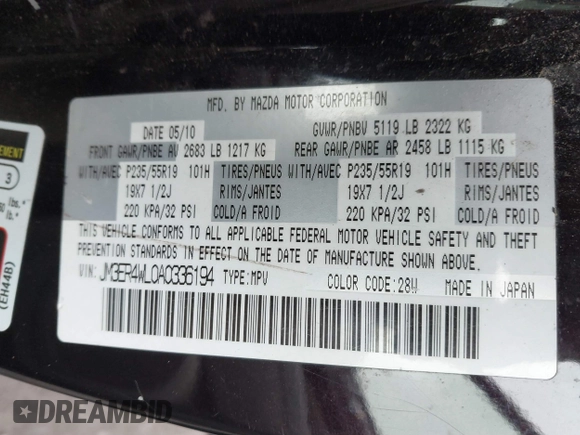 MFD. BY MAZDA MOTOR CORPORATION
DATE 05/10 GVWR/PNBV 5119 LB 2322 KG
FRONT GAWR/PNBE AV 2683 LB 1217 KG REAR GAWR/PNBE AR 2458 LB 1115 KG
WITH/AVEC P235/55R19 101H TIRES/PNEUS WITH/AVEC P235/55R19 101H TIRES/PNEUS
19X7 1/2J RIMS/JANTES 19X7 1/2J RIMS/JANTES
220 KPA/32 PSI COLD/A FROID 220 KPA/32 PSI COLD/A FROID
THIS VEHICLE CONFORMS TO ALL APPLICABLE FEDERAL MOTOR VEHICLE SAFETY AND THEFT
PREVENTION STANDARDS IN EFFECT ON THE DATE OF MANUFACTURE SHOWN ABOVE.
VIN: JM3ER4WL0A0336194 TYPE:MPV COLOR CODE:28W MADE IN JAPAN
EMENT
3
lbs.
(EH44B)
DREAMBID